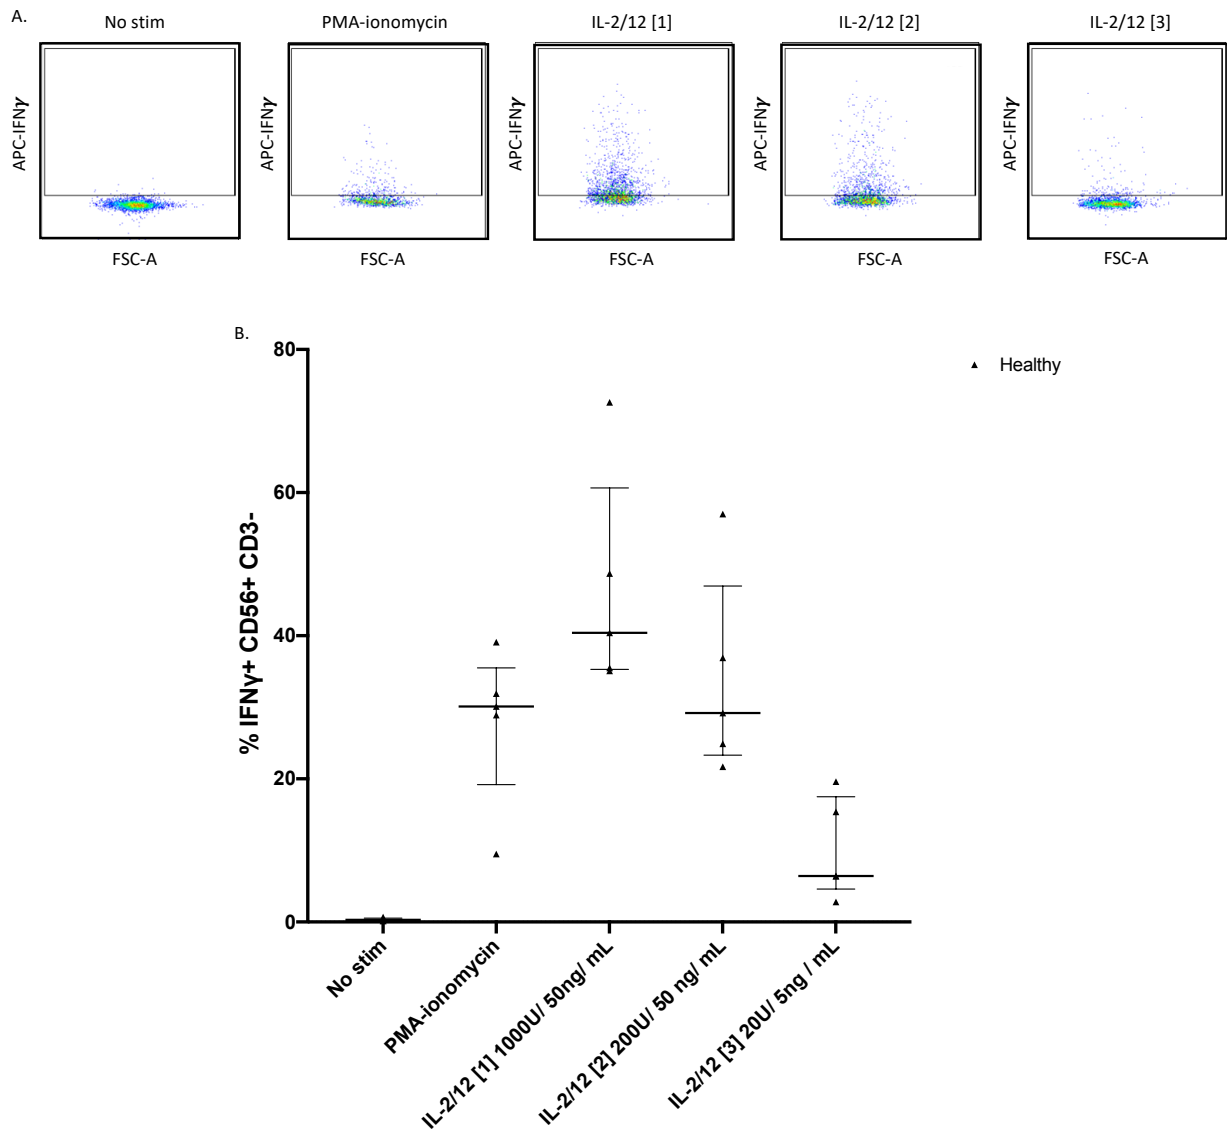 A.
No stim
PMA-ionomycin
IL-2/12 [1]
IL-2/12 [2]
IL-2/12 [3]
APC-IFNγ
APC-IFNγ
APC-IFNγ
APC-IFNγ
APC-IFNγ
FSC-A
FSC-A
FSC-A
FSC-A
FSC-A
B.
Healthy
% IFNγ+ CD56+ CD3-
80
60
40
20
0
No stim
PMA-ionomycin
IL-2/12 [1] 1000U/ 50ng/ mL
IL-2/12 [2] 200U/ 50 ng/ mL
IL-2/12 [3] 20U/ 5ng / mL